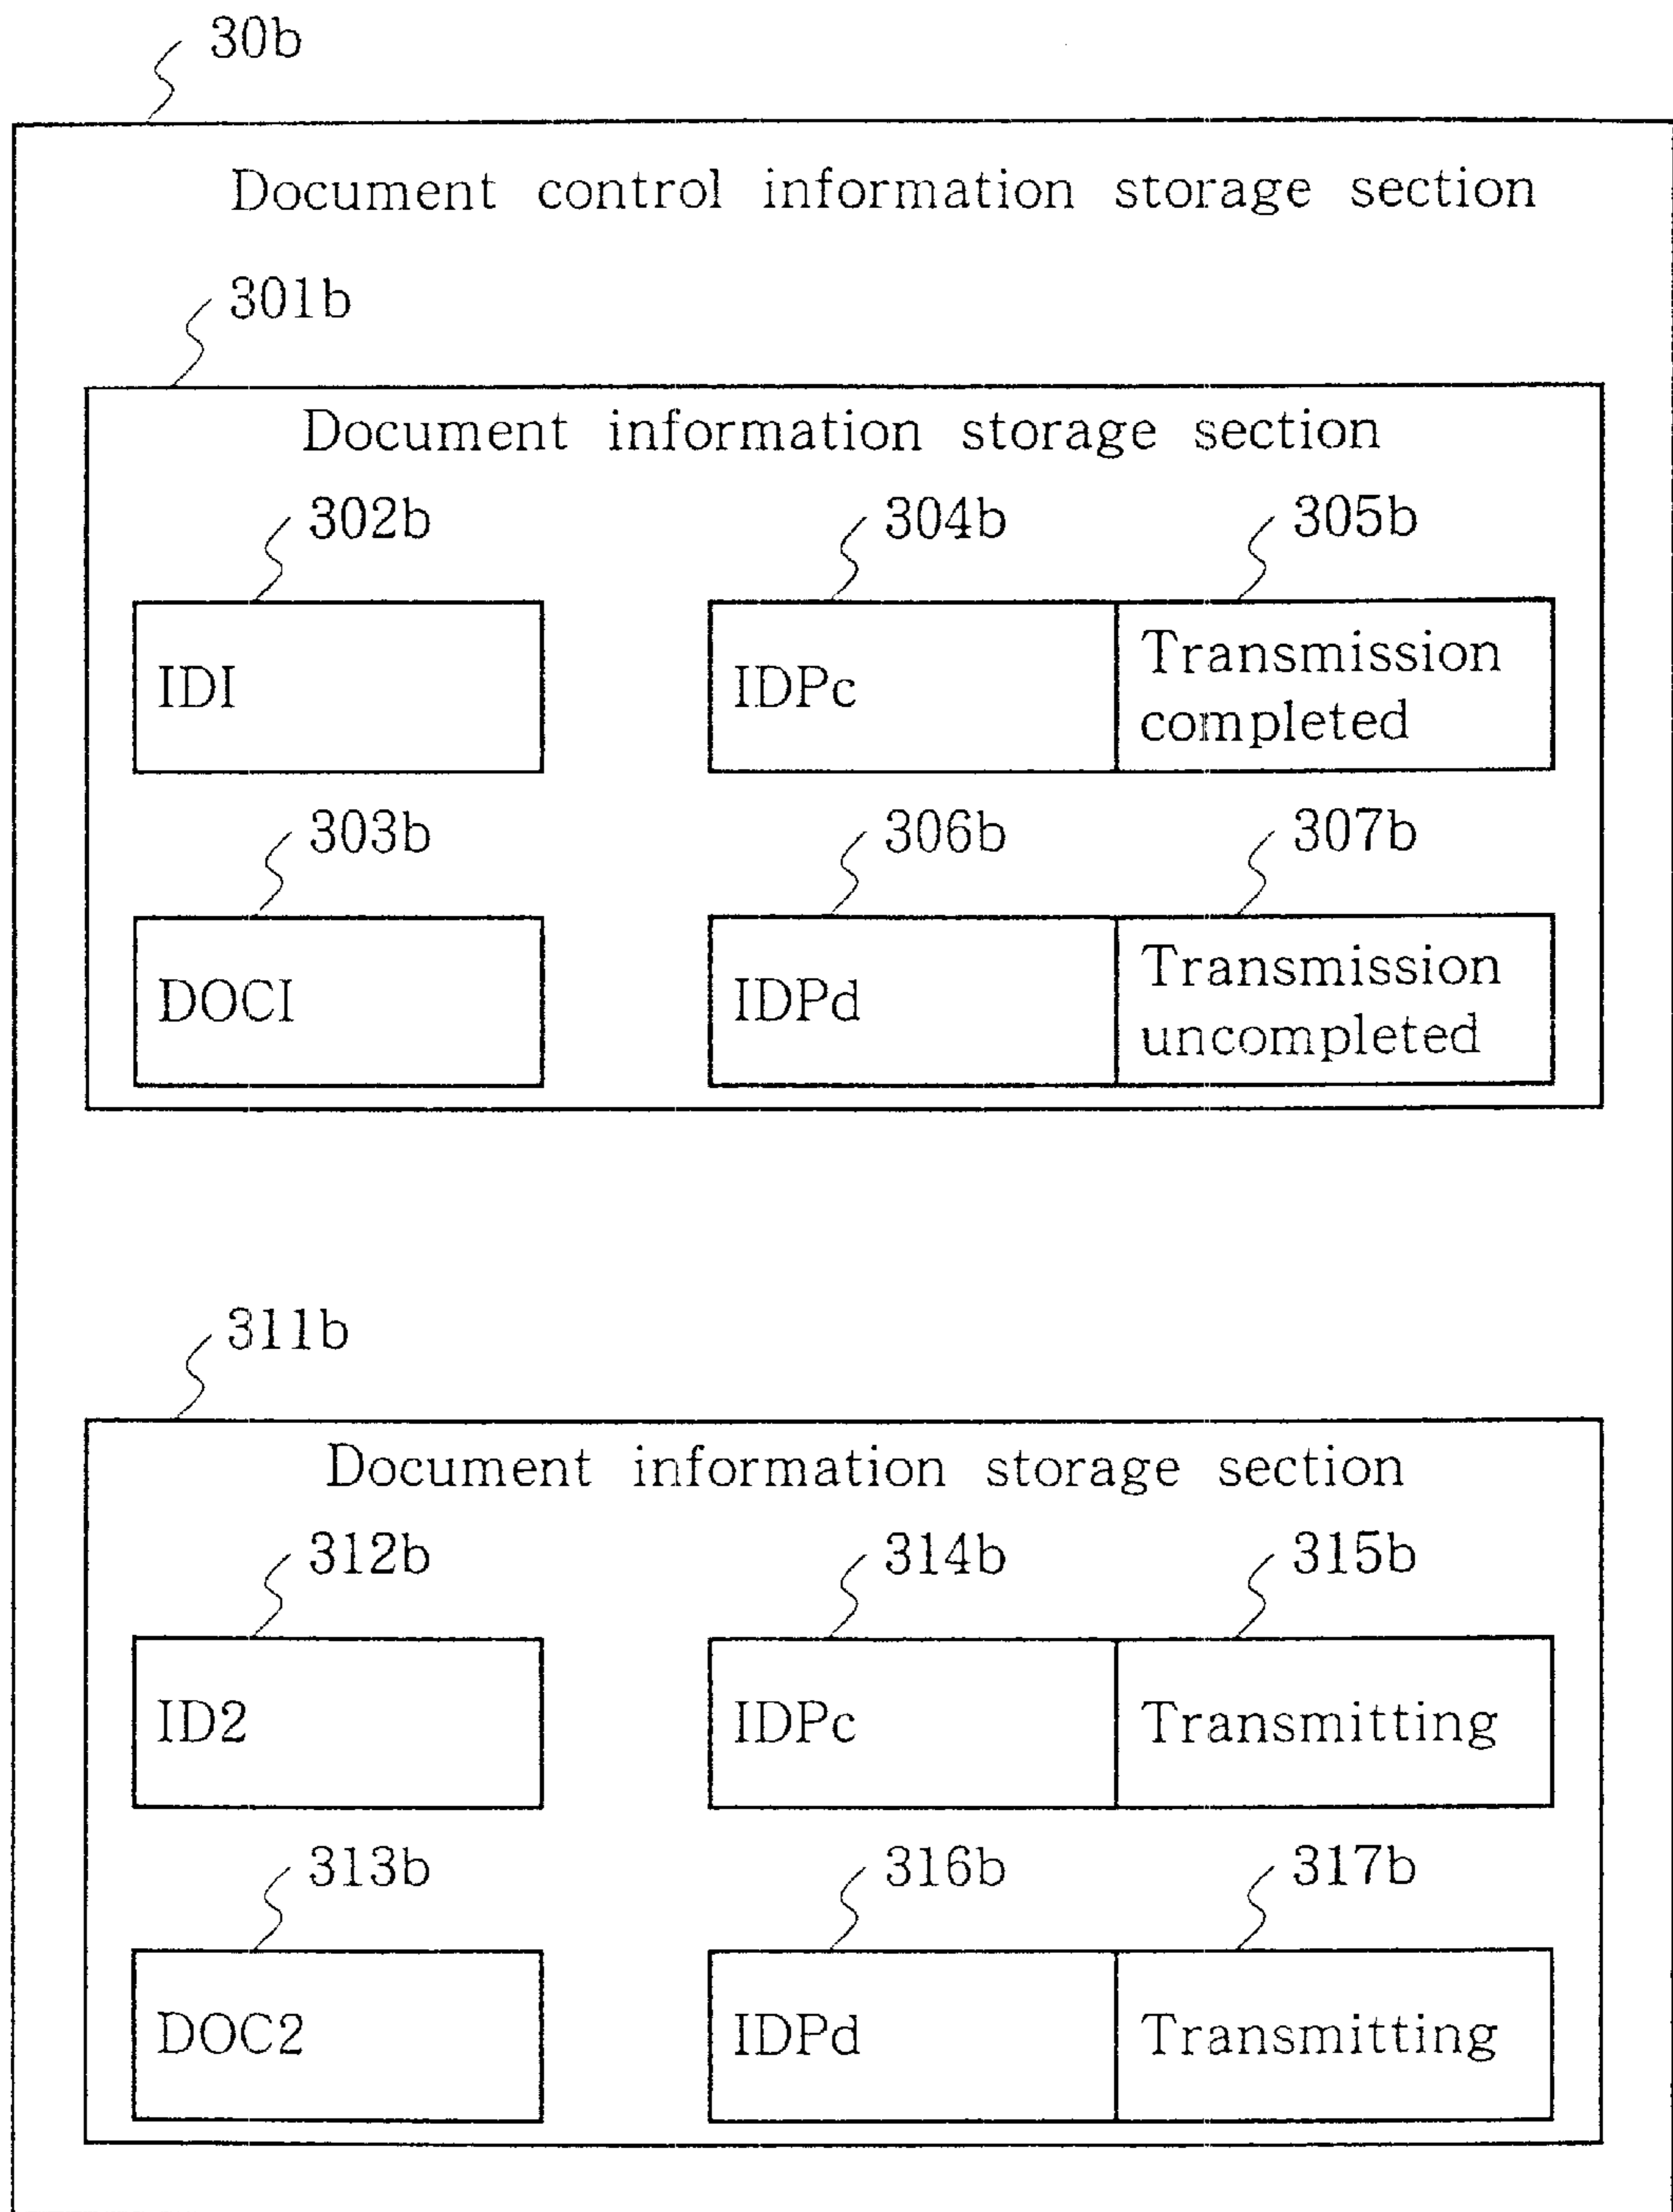 30b
Document control information storage section
301b
Document information storage section
302b 304b 305b
IDI IDPc Transmission
completed
303b 306b 307b
DOCI IDPd Transmission
uncompleted
311b
Document information storage section
312b 314b 315b
ID2 IDPc Transmitting
313b 316b 317b
DOC2 IDPd Transmitting